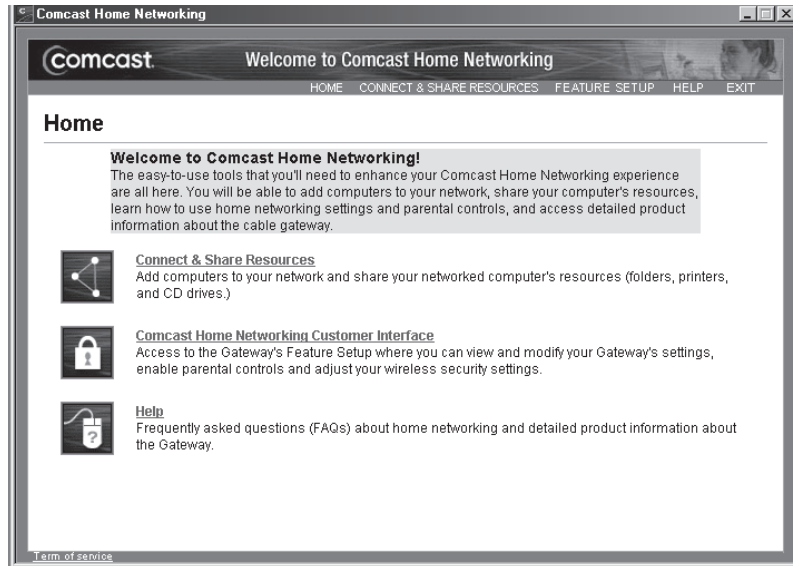 Comcast Home Networking
comcast. Welcome to Comcast Home Networking
HOME CONNECT & SHARE RESOURCES FEATURE SETUP HELP EXIT
Home
Welcome to Comcast Home Networking!
The easy-to-use tools that you'll need to enhance your Comcast Home Networking experience
are all here. You will be able to add computers to your network, share your computer's resources,
learn how to use home networking settings and parental controls, and access detailed product
information about the cable gateway.
Connect & Share Resources
Add computers to your network and share your networked computer's resources (folders, printers,
and CD drives.)
Comcast Home Networking Customer Interface
Access to the Gateway's Feature Setup where you can view and modify your Gateway's settings,
enable parental controls and adjust your wireless security settings.
Help
?
Frequently asked questions (FAQs) about home networking and detailed product information about
the Gateway.
Term of service